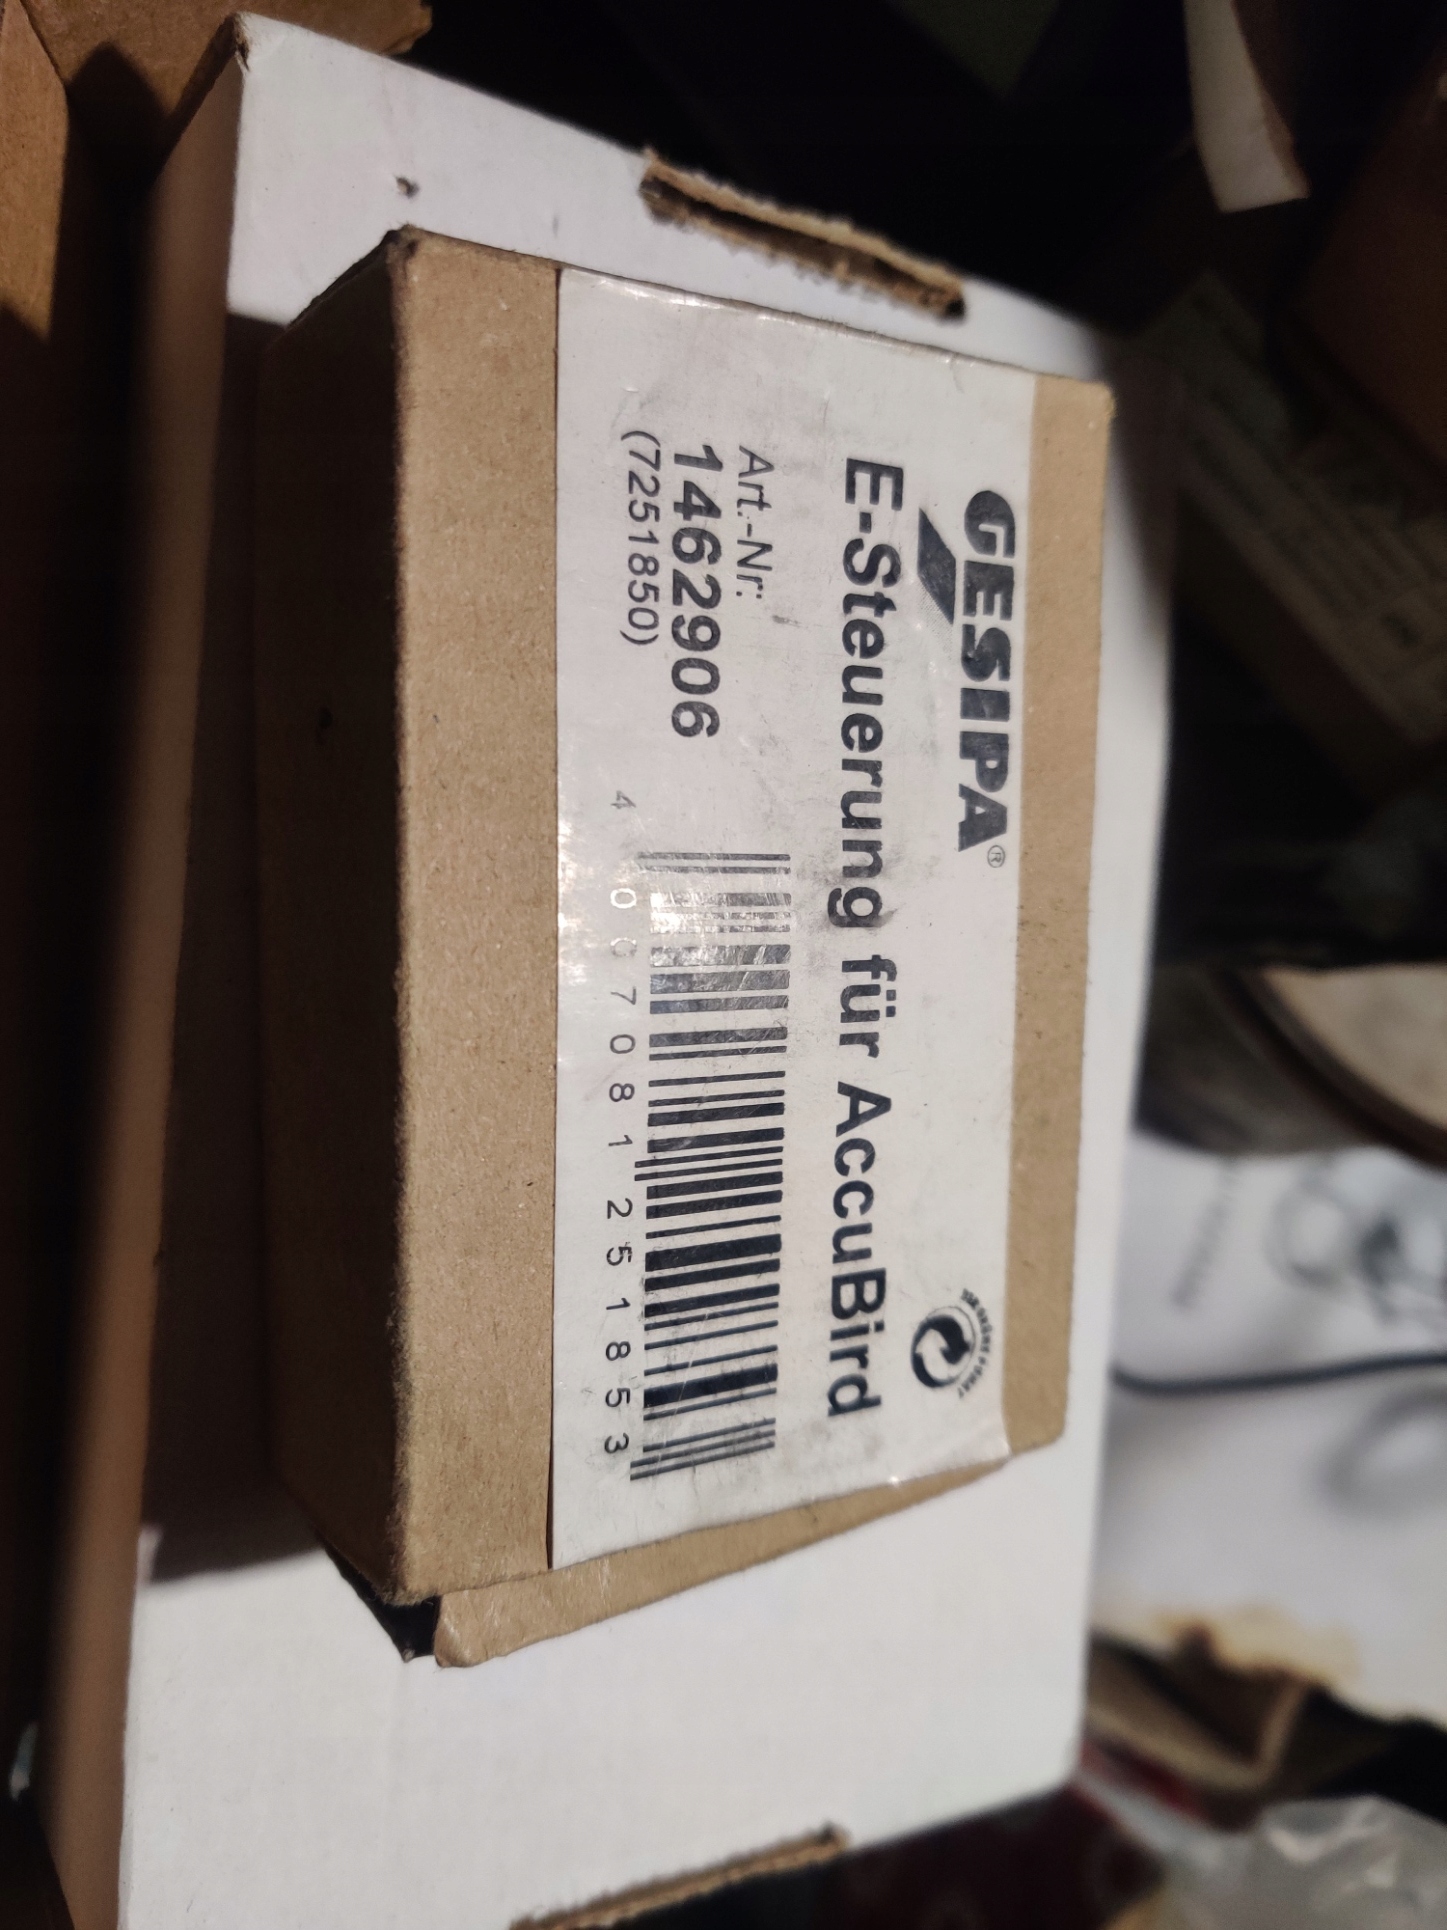 GESIPA®
E-Steuerung für AccuBird
Art.-Nr.:
1462906
(7251850)
4 007081 251853